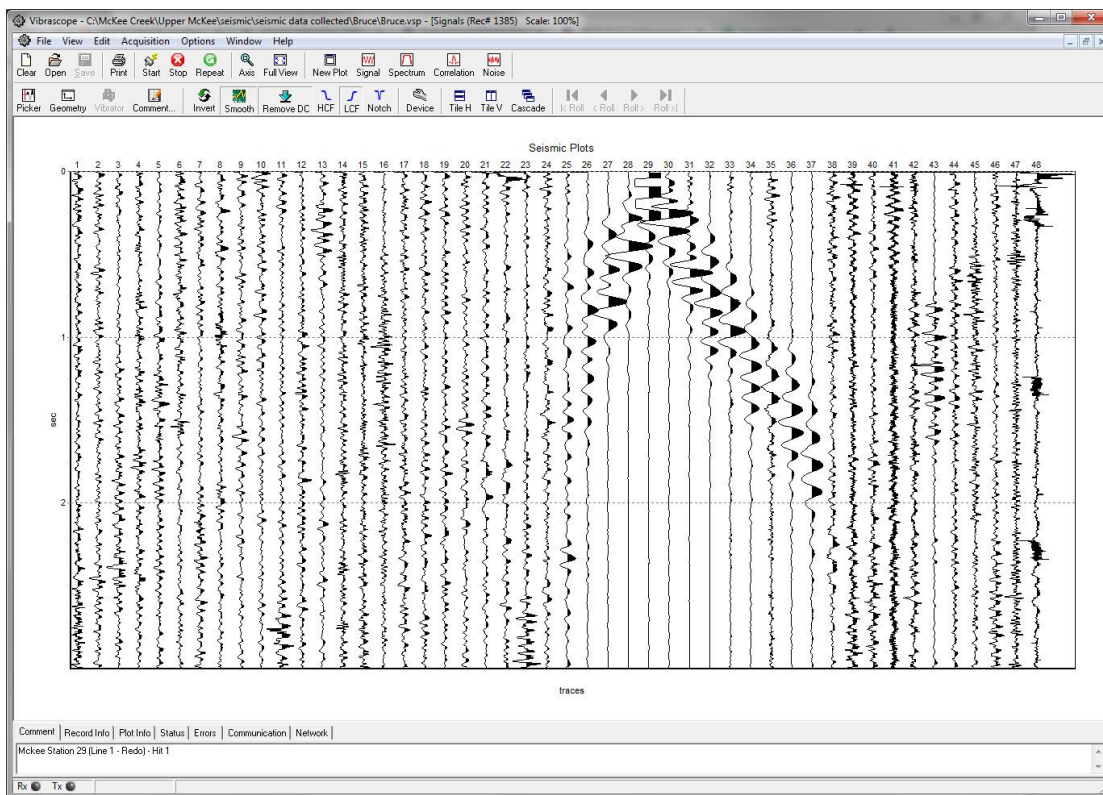 Vibrascope - C:\McKee Creek\Upper McKee\seismic\seismic data collected\Bruce\Bruce.vsp - [Signals (Rec# 1385) Scale: 100%]
File View Edit Acquisition Options Window Help
Clear Open Save Print Start Stop Repeat Axis Full View New Plot Signal Spectrum Correlation Noise
Picker Geometry Vibrator Comment... Invert Smooth Remove DC HCF LCF Notch Device Tile H Tile V Cascade |< Roll < Roll Roll > Roll >|
Seismic Plots
1 2 3 4 5 6 7 8 9 10 11 12 13 14 15 16 17 18 19 20 21 22 23 24 25 26 27 28 29 30 31 32 33 34 35 36 37 38 39 40 41 42 43 44 45 46 47 48
0
1
sec
2
traces
Comment Record Info Plot Info Status Errors Communication Network
Mckee Station 29 (Line 1 - Redo) - Hit 1
Rx Tx